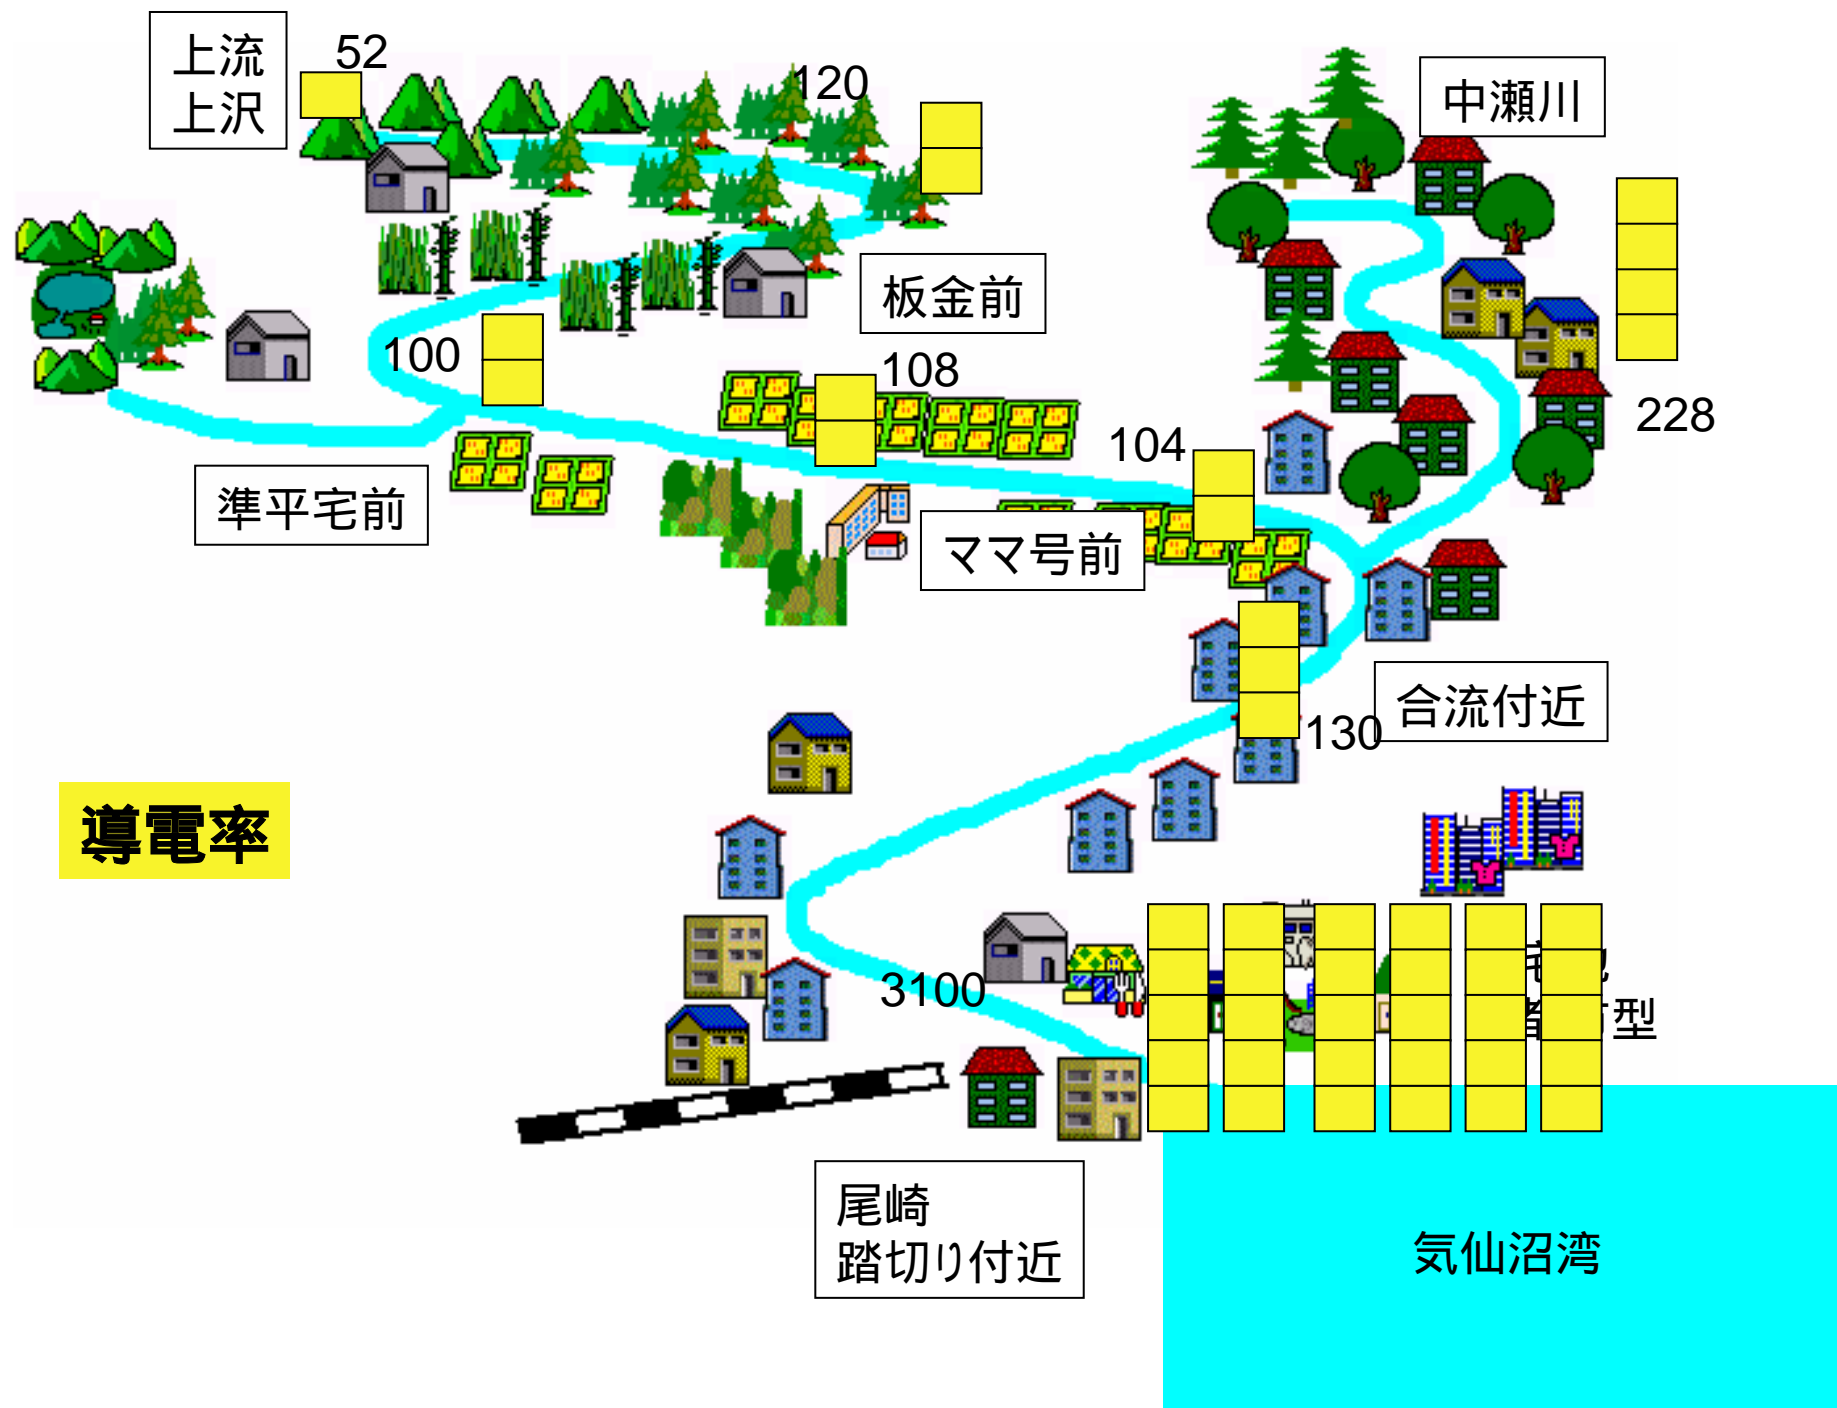 上流
上沢
52
120
中瀬川
板金前
100
108
228
104
準平宅前
ママ号前
合流付近
130
導電率
3100
型
尾崎
踏切り付近
気仙沼湾